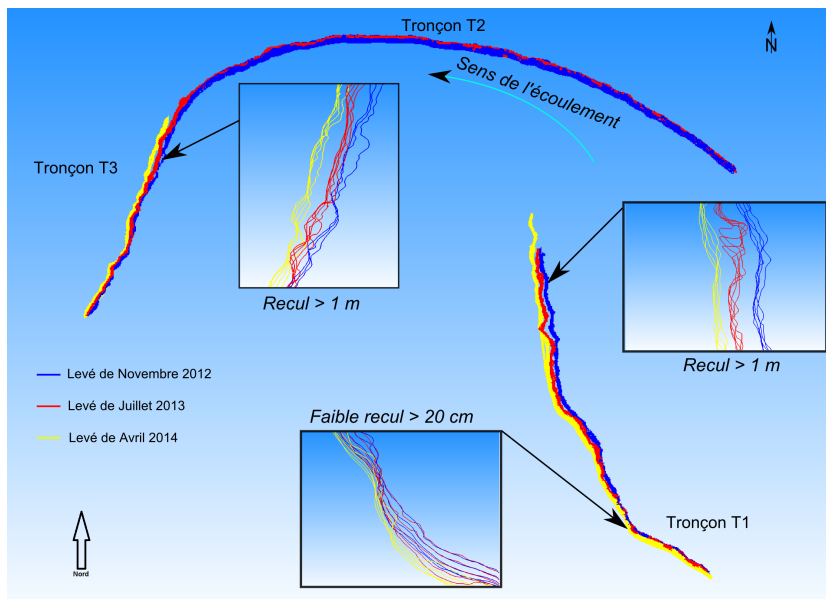 Tronçon T2
N
Sens de l'écoulement
Tronçon T3
Recul > 1 m
Recul > 1 m
Levé de Novembre 2012
Levé de Juillet 2013
Levé de Avril 2014
Faible recul > 20 cm
Tronçon T1
Nord